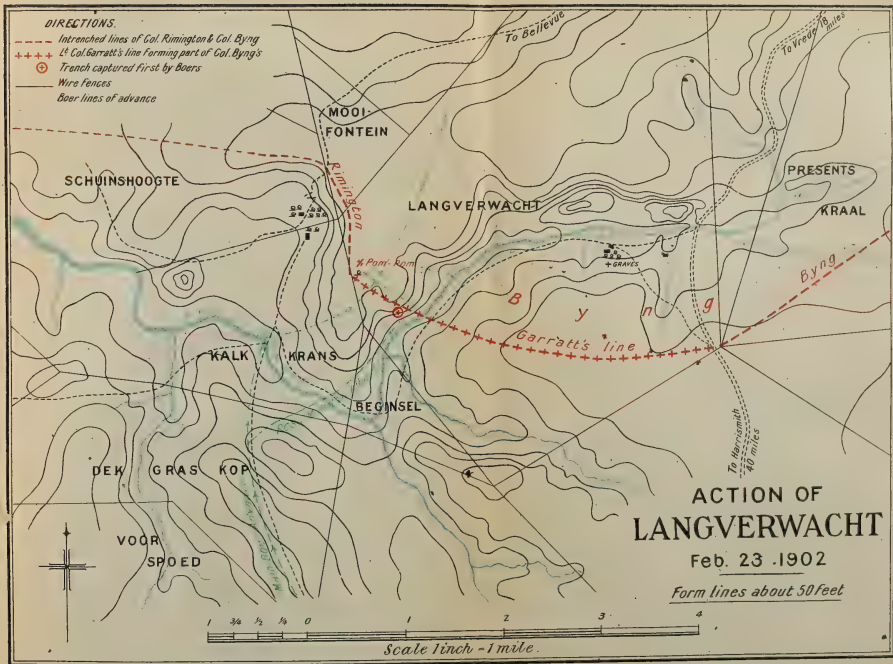 DIRECTIONS.
Intrenched lines of Col. Rimington & Col. Byng
Lt Col. Garratt's line forming part of Col. Byng's
Trench captured first by Boers
Wire Fences
Boer lines of advance
To Bellevue
To Vrede 18
miles
MOOI-
FONTEIN
SCHUINSHOOGTE
Rimington
LANGVERWACHT
PRESENTS
KRAAL
Pom-Pom
GRAVES
Byng
Byng
Garratt's line
KALK KRANS
BEGINSEL
To Harrismith
40 miles
DEK GRAS KOP
VOOR
SPOED
ACTION OF
LANGVERWACHT
Feb. 23 .1902
Form lines about 50 feet
1 3/4 1/2 1/4 0 1 2 3 4
Scale 1 inch = 1 mile.